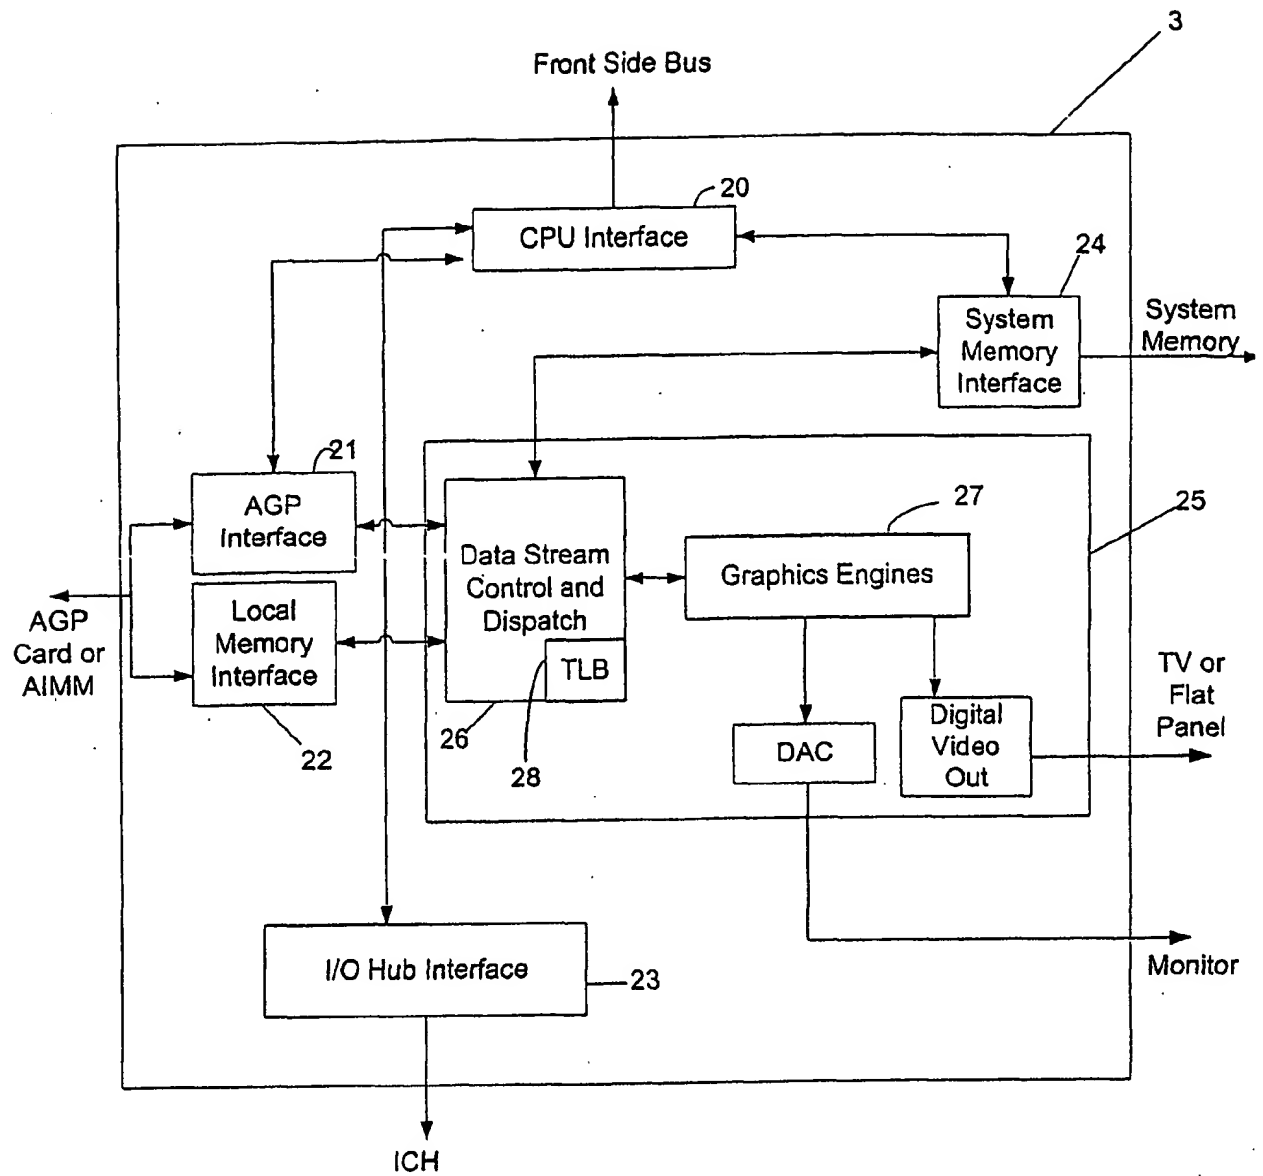 3
Front Side Bus
20
CPU Interface
24
System
Memory
Interface
System
Memory
21
AGP
Interface
27
25
Data Stream
Control and
Dispatch
Graphics Engines
AGP
Card or
AIMM
Local
Memory
Interface
TLB
TV or
Flat
Panel
22
26
28
DAC
Digital
Video
Out
I/O Hub Interface
23
Monitor
ICH